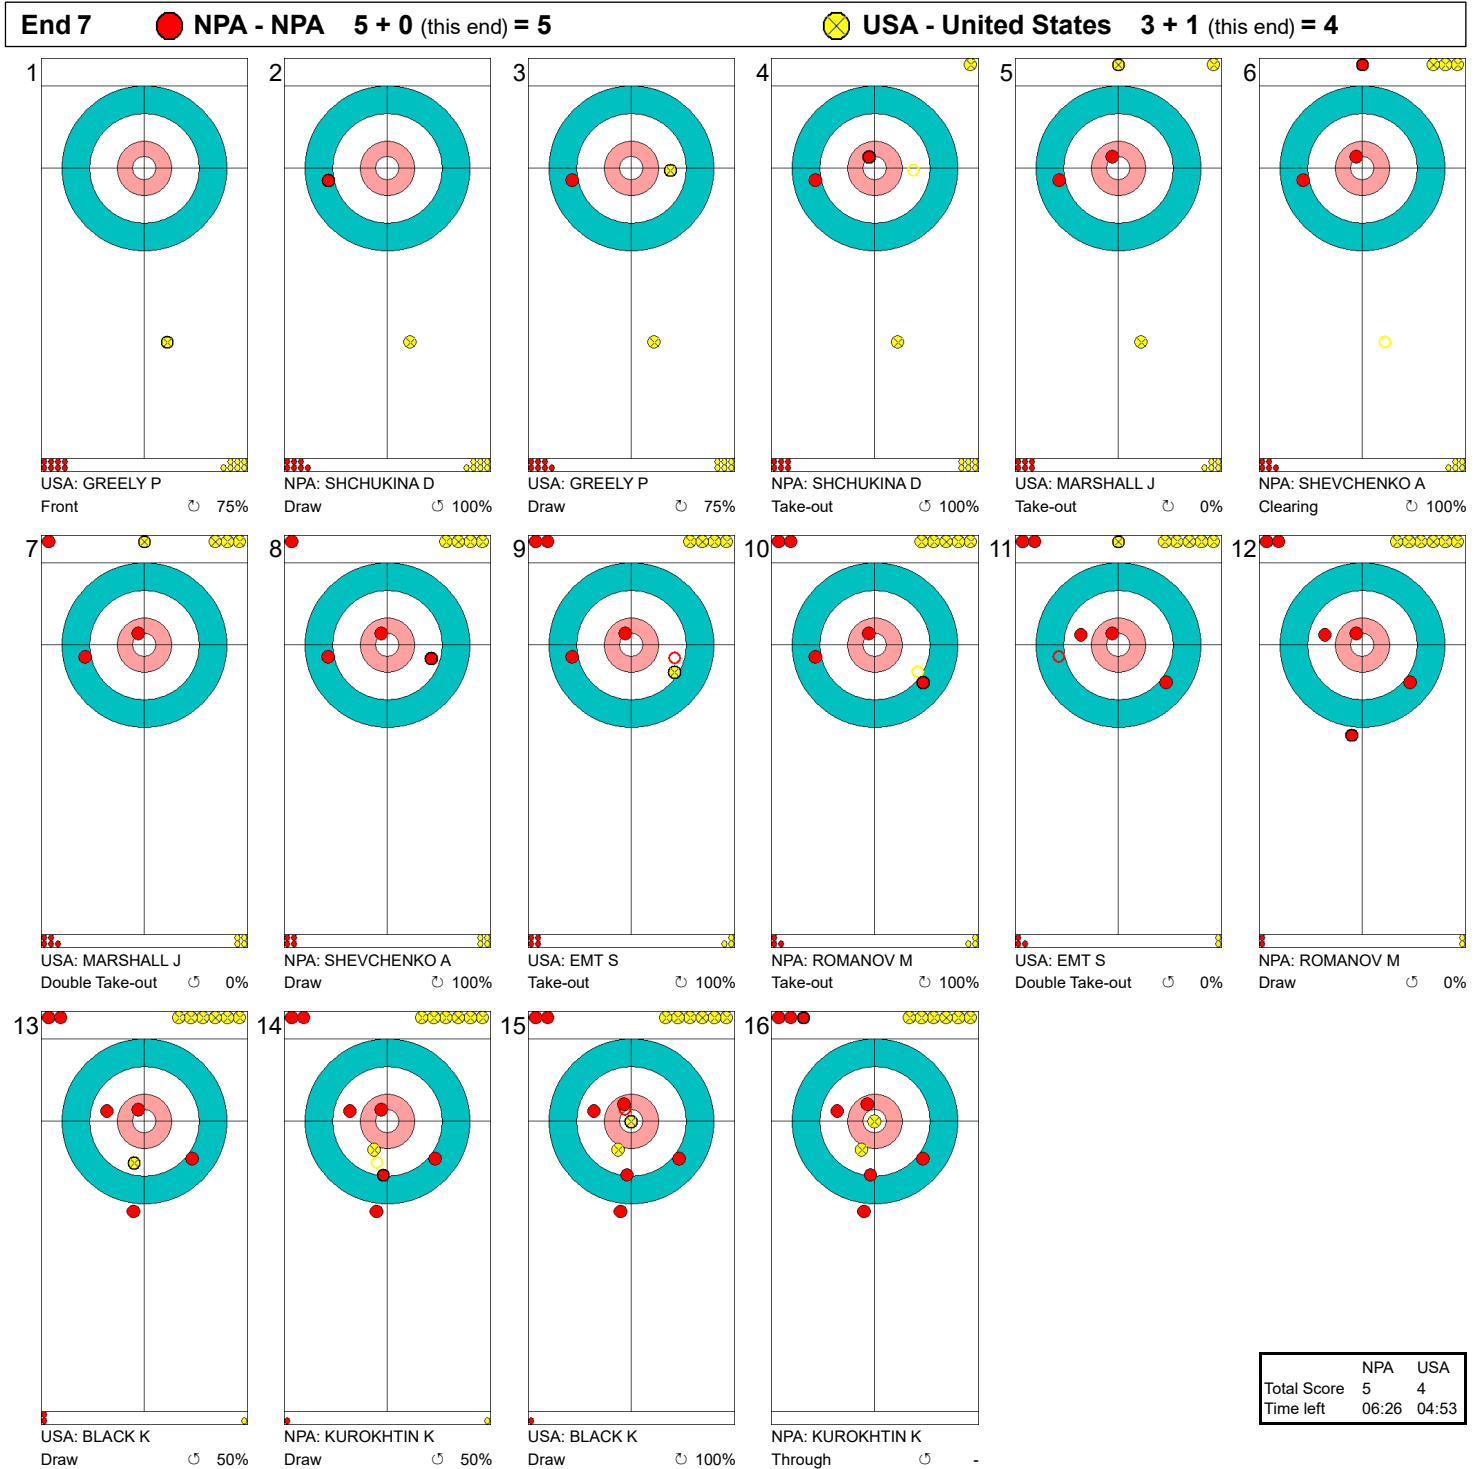 End 7 NPA - NPA 5 + 0 (this end) = 5 USA - United States 3 + 1 (this end) = 4
1 2 3 4 5 6
USA: GREELY P NPA: SHCHUKINA D USA: GREELY P NPA: SHCHUKINA D USA: MARSHALL J NPA: SHEVCHENKO A
Front ↻ 75% Draw ↺ 100% Draw ↻ 75% Take-out ↻ 100% Take-out ↻ 0% Clearing ↻ 100%
7 8 9 10 11 12
USA: MARSHALL J NPA: SHEVCHENKO A USA: EMT S NPA: ROMANOV M USA: EMT S NPA: ROMANOV M
Double Take-out ↺ 0% Draw ↺ 100% Take-out ↺ 100% Take-out ↺ 100% Double Take-out ↺ 0% Draw ↺ 0%
13 14 15 16
USA: BLACK K NPA: KUROKHTIN K USA: BLACK K NPA: KUROKHTIN K
Draw ↺ 50% Draw ↺ 50% Draw ↻ 100% Through ↺ -
NPA USA
Total Score 5 4
Time left 06:26 04:53